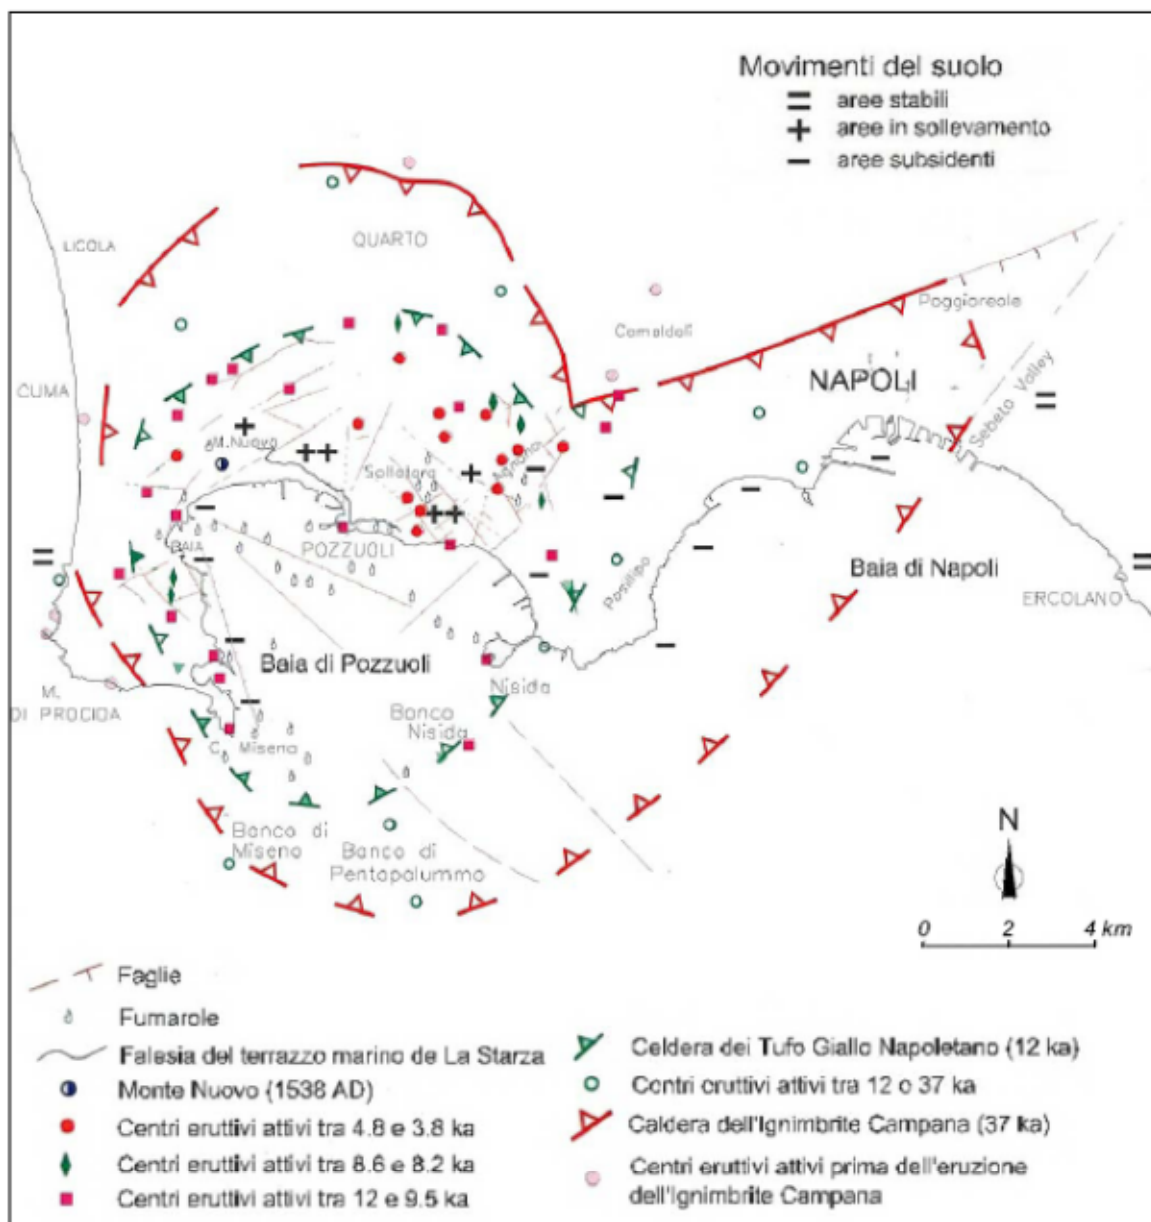 Movimenti del suolo
aree stabili
aree in sollevamento
aree subsidenti
LICOLA
QUARTO
Poggioreale
Camaldoli
NAPOLI
CUMA
Sebeto Valley
M. Nuovo
Solfatara
Agnano
BAIA
POZZUOLI
Posillipo
Baia di Napoli
ERCOLANO
Baia di Pozzuoli
M.
DI PROCIDA
Nisida
Banco
Nisida
C. Miseno
Banco di
Miseno
Banco di
Pentapalummo
N
0 2 4 km
Faglie
Fumarole
Falesia del terrazzo marino de La Starza
Monte Nuovo (1538 AD)
Centri eruttivi attivi tra 4.8 e 3.8 ka
Centri eruttivi attivi tra 8.6 e 8.2 ka
Centri eruttivi attivi tra 12 e 9.5 ka
Celdera dei Tufo Giallo Napoletano (12 ka)
Contri eruttivi attivi tra 12 o 37 ka
Caldera dell'Ignimbrite Campana (37 ka)
Centri eruttivi attivi prima dell'eruzione
dell'Ignimbrite Campana